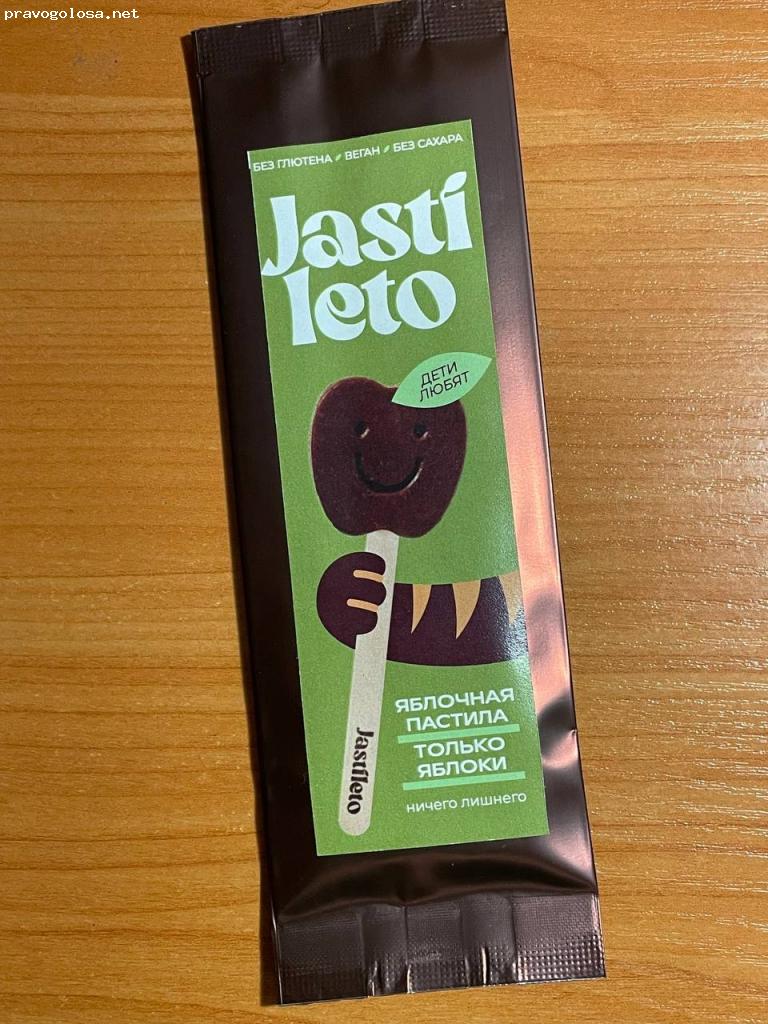 pravogolosa.net
БЕЗ ГЛЮТЕНА ВЕГАН БЕЗ САХАРА
Jasti
leto
ДЕТИ
ЛЮБЯТ
ЯБЛОЧНАЯ
ПАСТИЛА
ТОЛЬКО
ЯБЛОКИ
ничего лишнего
Jastileto